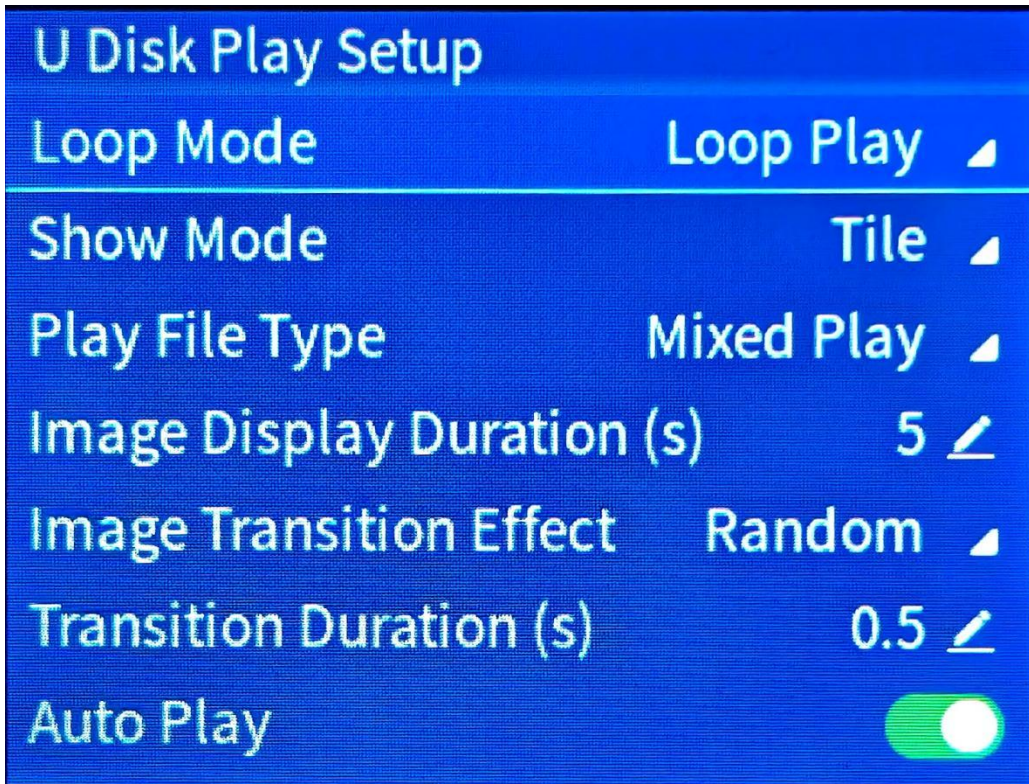 U Disk Play Setup
Loop Mode Loop Play
Show Mode Tile
Play File Type Mixed Play
Image Display Duration (s) 5
Image Transition Effect Random
Transition Duration (s) 0.5
Auto Play